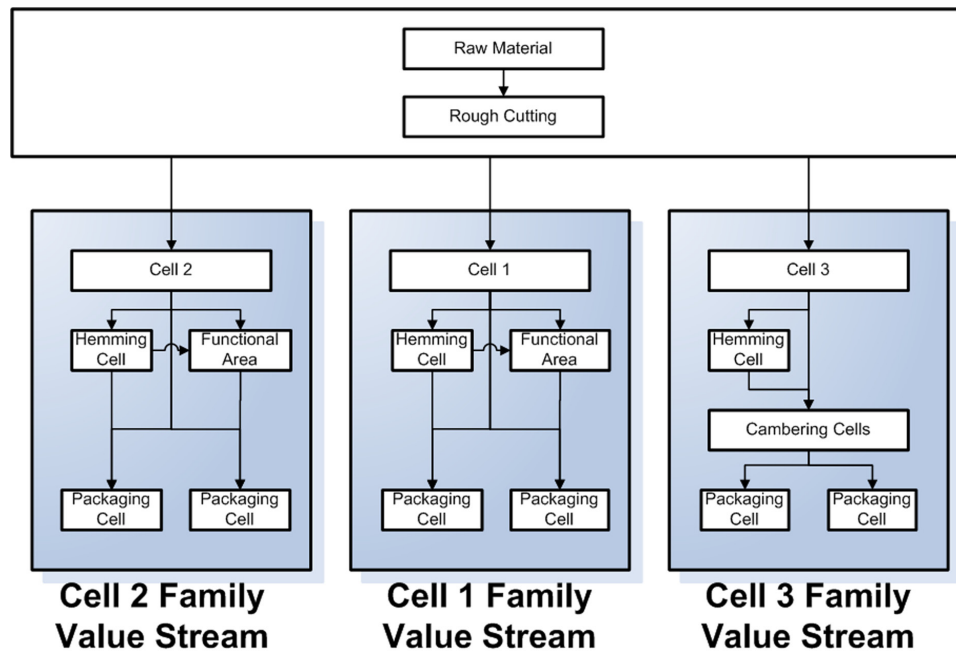 Raw Material
Rough Cutting
Cell 2
Hemming
Cell
Functional
Area
Packaging
Cell
Packaging
Cell
Cell 2 Family
Value Stream
Cell 1
Hemming
Cell
Functional
Area
Packaging
Cell
Packaging
Cell
Cell 1 Family
Value Stream
Cell 3
Hemming
Cell
Cambering Cells
Packaging
Cell
Packaging
Cell
Cell 3 Family
Value Stream